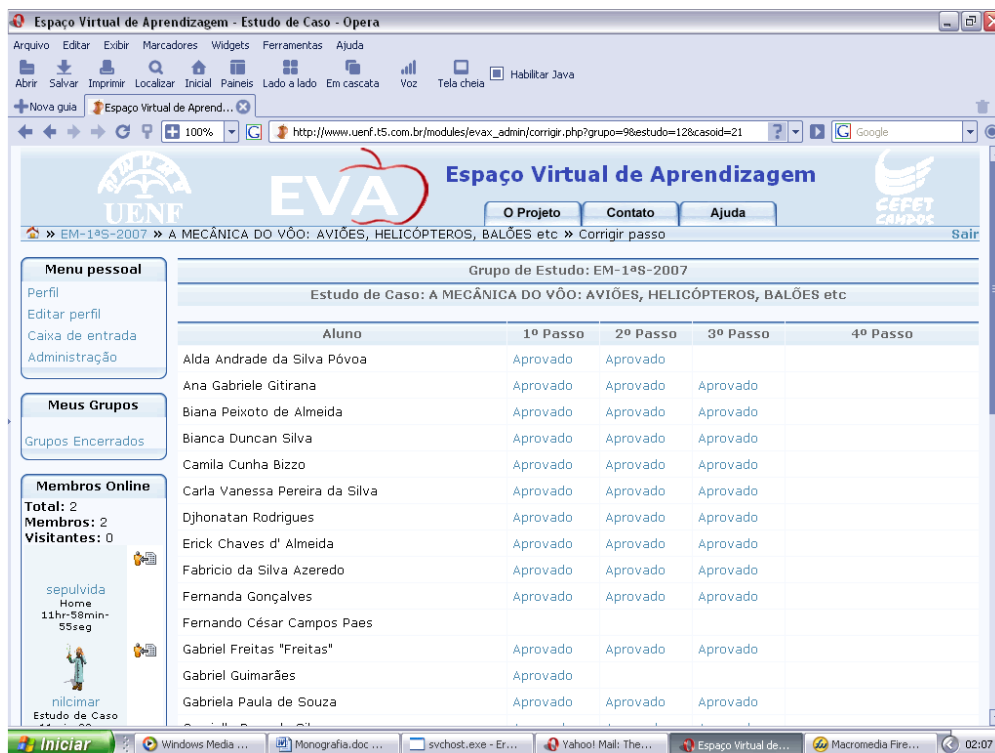 Espaço Virtual de Aprendizagem - Estudo de Caso - Opera
Arquivo Editar Exibir Marcadores Widgets Ferramentas Ajuda
Abrir Salvar Imprimir Localizar Inicial Paineis Lado a lado Em cascata Voz Tela cheia Habilitar Java
Nova guia Espaço Virtual de Aprend...
100% http://www.uenf.t5.com.br/modules/evax_admin/corrigir.php?grupo=9&estudo=12&casoid=21 ? G Google
UENF EVA Espaço Virtual de Aprendizagem CEFET CAMPOS
O Projeto Contato Ajuda
» EM-1ªS-2007 » A MECÂNICA DO VÔO: AVIÕES, HELICÓPTEROS, BALÕES etc » Corrigir passo Sair
Menu pessoal
Perfil
Editar perfil
Caixa de entrada
Administração
Meus Grupos
Grupos Encerrados
Membros Online
Total: 2
Membros: 2
Visitantes: 0
sepulvida
Home
11hr-58min-
55seg
nilcimar
Estudo de Caso
Grupo de Estudo: EM-1ªS-2007
Estudo de Caso: A MECÂNICA DO VÔO: AVIÕES, HELICÓPTEROS, BALÕES etc
Aluno 1º Passo 2º Passo 3º Passo 4º Passo
Alda Andrade da Silva Póvoa Aprovado Aprovado
Ana Gabriele Gitirana Aprovado Aprovado Aprovado
Biana Peixoto de Almeida Aprovado Aprovado Aprovado
Bianca Duncan Silva Aprovado Aprovado Aprovado
Camila Cunha Bizzo Aprovado Aprovado Aprovado
Carla Vanessa Pereira da Silva Aprovado Aprovado Aprovado
Djhonatan Rodrigues Aprovado Aprovado Aprovado
Erick Chaves d' Almeida Aprovado Aprovado Aprovado
Fabricio da Silva Azeredo Aprovado Aprovado Aprovado
Fernanda Gonçalves Aprovado Aprovado Aprovado
Fernando César Campos Paes
Gabriel Freitas "Freitas" Aprovado Aprovado Aprovado
Gabriel Guimarães Aprovado
Gabriela Paula de Souza Aprovado Aprovado Aprovado
Iniciar Windows Media ... Monografia.doc ... svchost.exe - Er... Yahoo! Mail: The... Espaço Virtual de... Macromedia Fire... 02:07